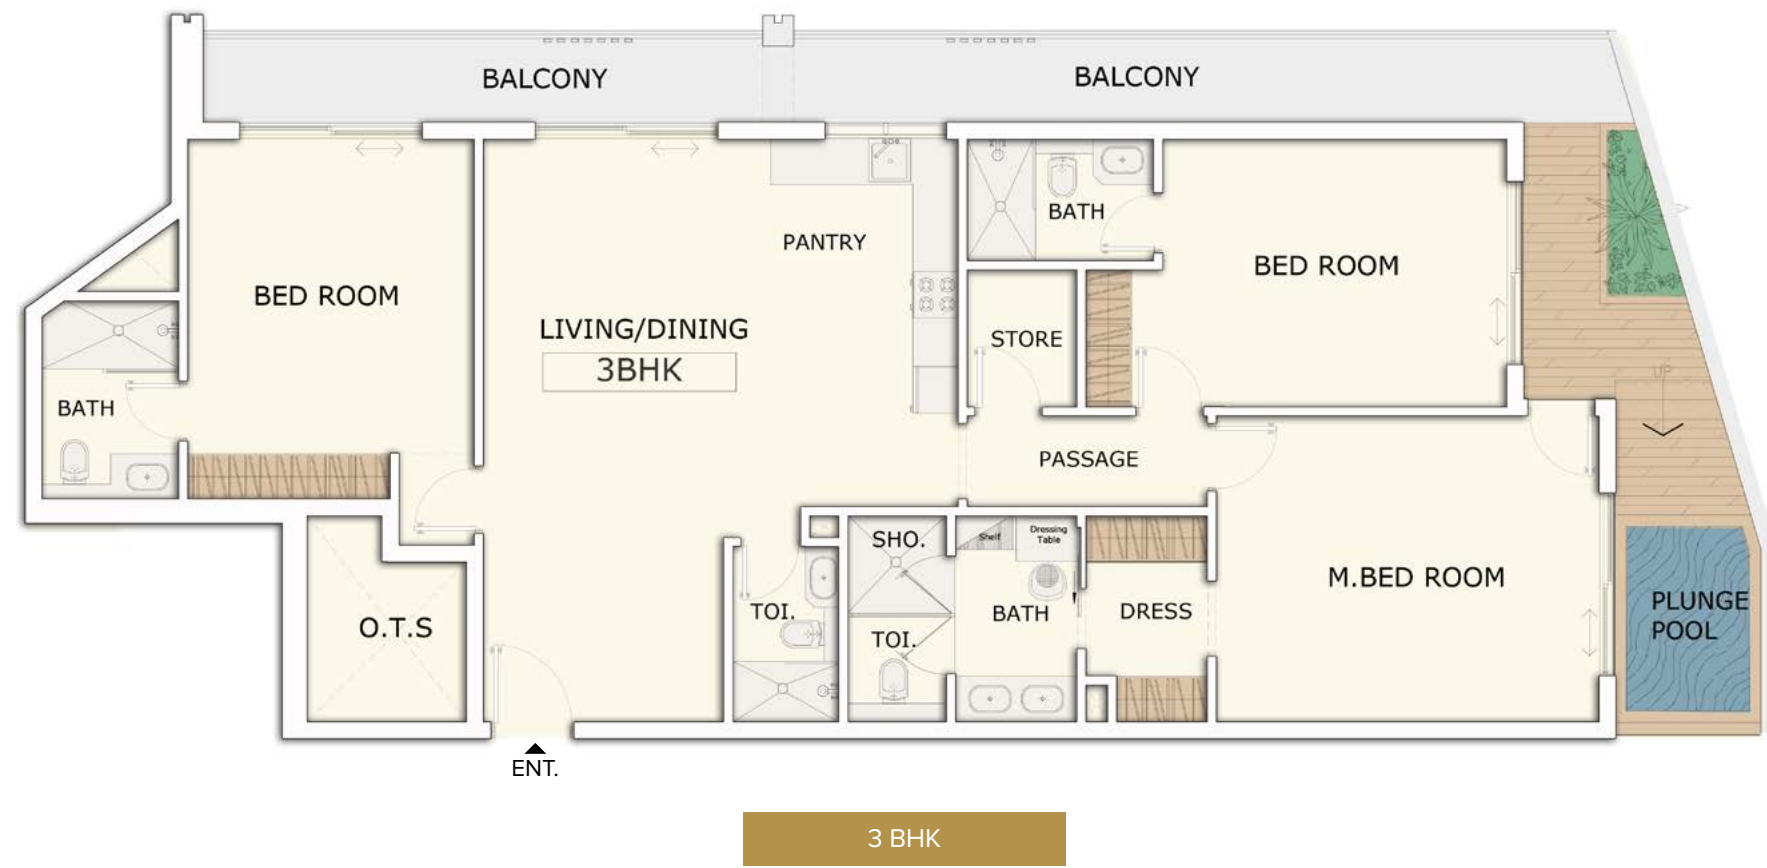 BALCONY
BALCONY
BATH
PANTRY
BED ROOM
BED ROOM
LIVING/DINING
3BHK
STORE
UP
BATH
PASSAGE
SHO.
Shelf
Dressing
Table
M.BED ROOM
PLUNGE
POOL
TOI.
BATH
DRESS
O.T.S
TOI.
ENT.
3 BHK